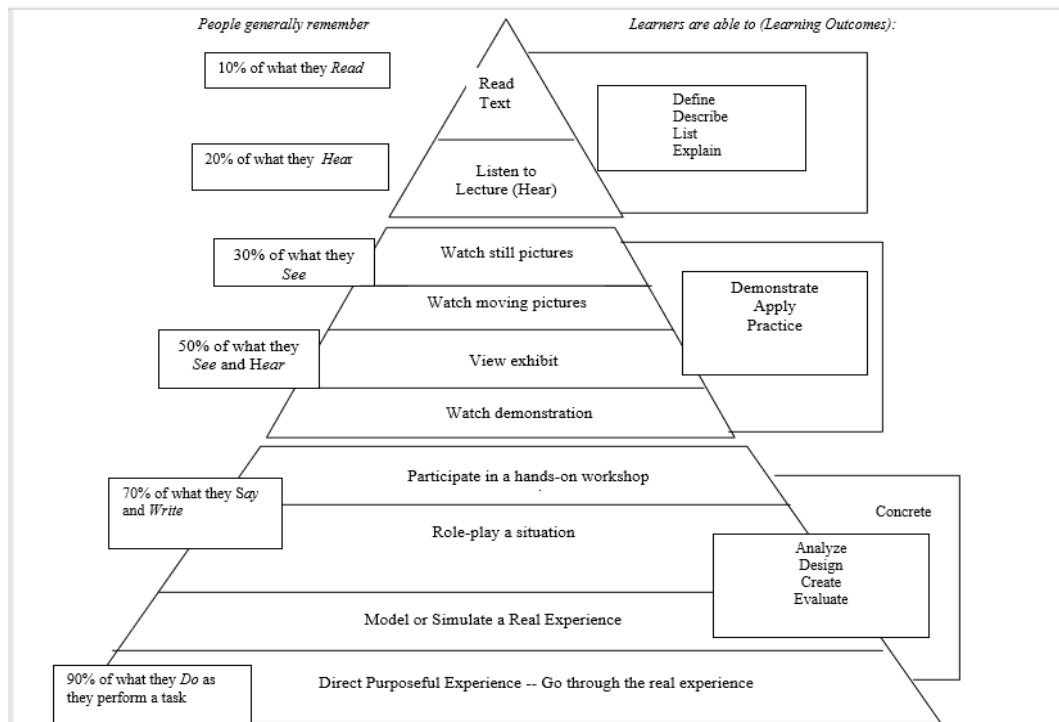 People generally remember
Learners are able to (Learning Outcomes):
10% of what they Read
Read
Text
Define
Describe
List
Explain
20% of what they Hear
Listen to
Lecture (Hear)
30% of what they
See
Watch still pictures
Watch moving pictures
Demonstrate
Apply
Practice
50% of what they
See and Hear
View exhibit
Watch demonstration
70% of what they Say
and Write
Participate in a hands-on workshop
Role-play a situation
Concrete
Analyze
Design
Create
Evaluate
Model or Simulate a Real Experience
90% of what they Do as
they perform a task
Direct Purposeful Experience -- Go through the real experience